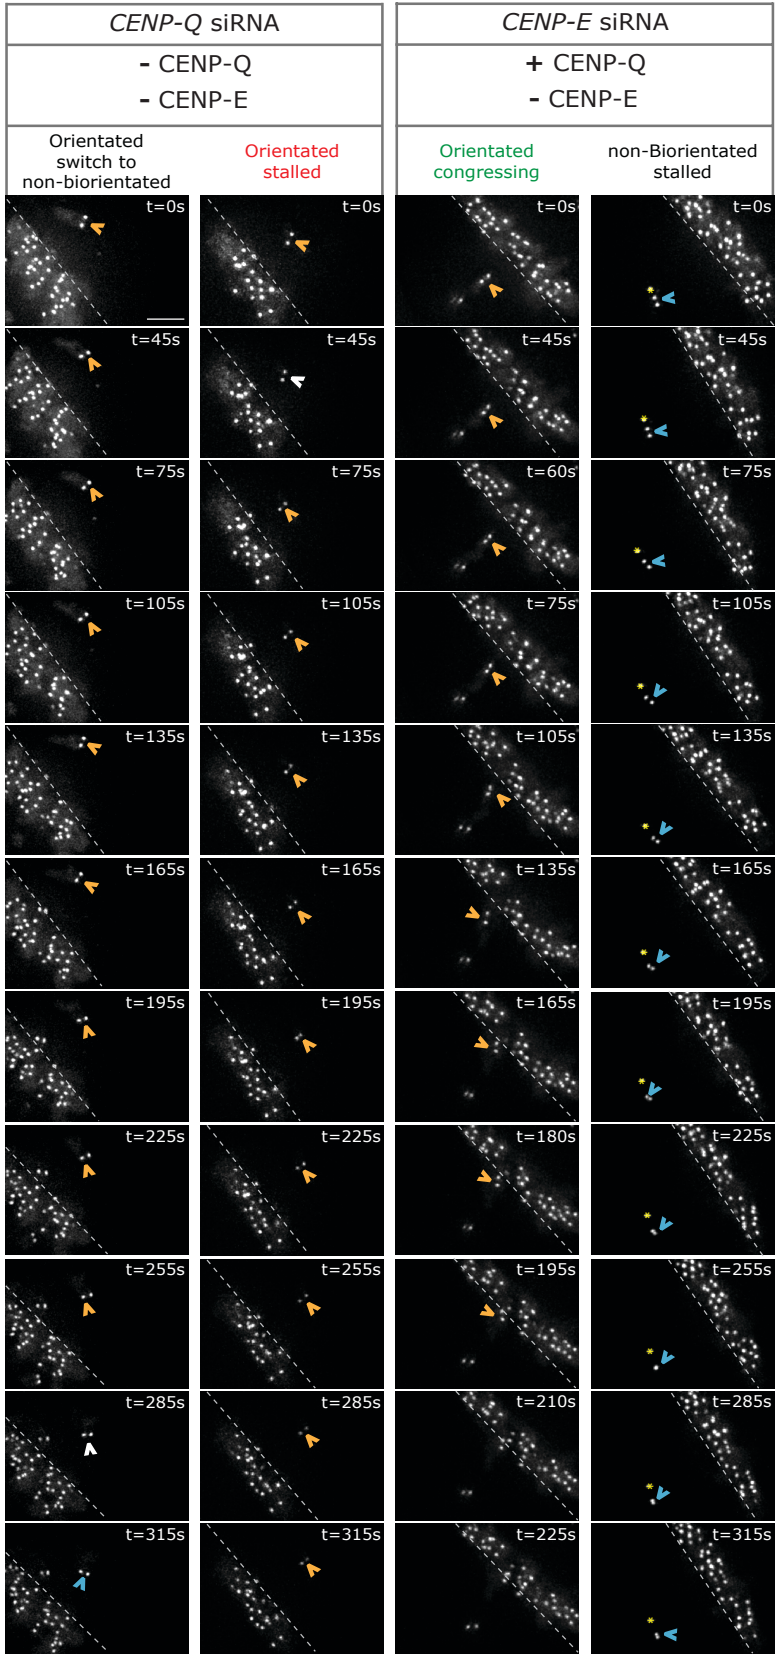 CENP-Q siRNA
- CENP-Q
- CENP-E
CENP-E siRNA
+ CENP-Q
- CENP-E
Orientated
switch to
non-biorientated
Orientated
stalled
Orientated
congressing
non-Biorientated
stalled
t=0s t=0s t=0s t=0s
t=45s t=45s t=45s t=45s
t=75s t=75s t=60s t=75s
t=105s t=105s t=75s t=105s
t=135s t=135s t=105s t=135s
t=165s t=165s t=135s t=165s
t=195s t=195s t=165s t=195s
t=225s t=225s t=180s t=225s
t=255s t=255s t=195s t=255s
t=285s t=285s t=210s t=285s
t=315s t=315s t=225s t=315s